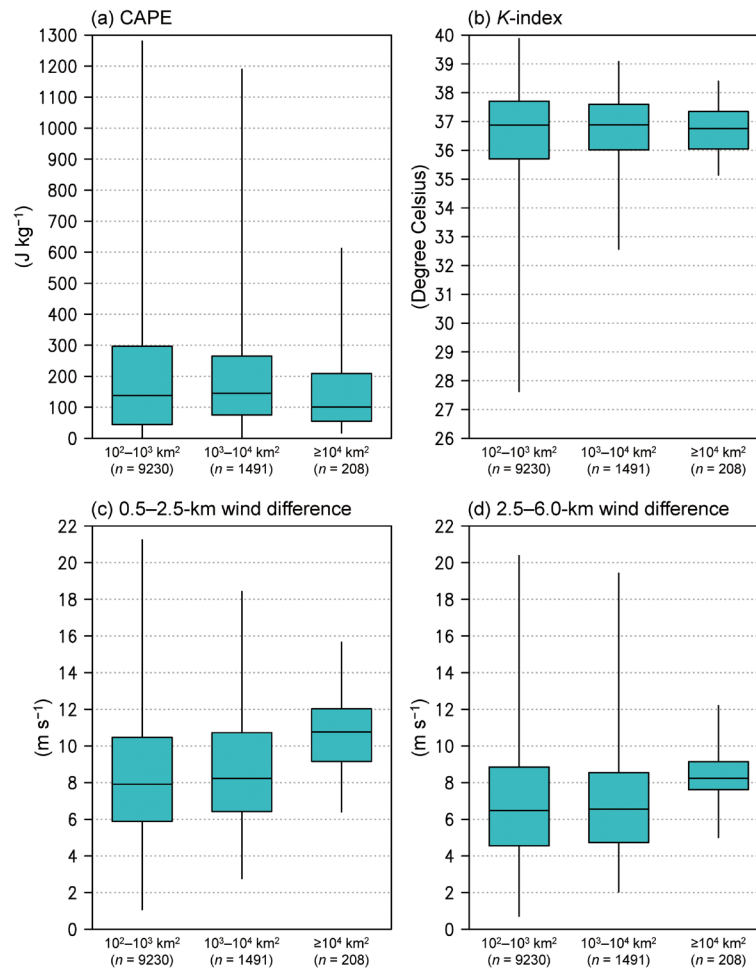 (a) CAPE
1300
1200
1100
1000
900
800
700
600
500
400
300
200
100
0
(J kg⁻¹)
10²–10³ km²
(n = 9230)
10³–10⁴ km²
(n = 1491)
≥10⁴ km²
(n = 208)
(b) K-index
40
39
38
37
36
35
34
33
32
31
30
29
28
27
26
(Degree Celsius)
10²–10³ km²
(n = 9230)
10³–10⁴ km²
(n = 1491)
≥10⁴ km²
(n = 208)
(c) 0.5–2.5-km wind difference
22
20
18
16
14
12
10
8
6
4
2
0
(m s⁻¹)
10²–10³ km²
(n = 9230)
10³–10⁴ km²
(n = 1491)
≥10⁴ km²
(n = 208)
(d) 2.5–6.0-km wind difference
22
20
18
16
14
12
10
8
6
4
2
0
(m s⁻¹)
10²–10³ km²
(n = 9230)
10³–10⁴ km²
(n = 1491)
≥10⁴ km²
(n = 208)